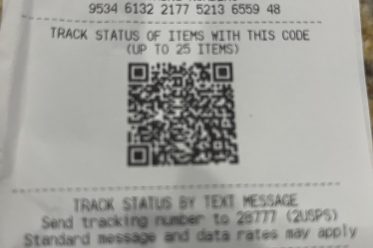 9534 6132 2177 5213 6559 48
TRACK STATUS OF ITEMS WITH THIS CODE
(UP TO 25 ITEMS)
TRACK STATUS BY TEXT MESSAGE
Send tracking number to 28777 (2USPS)
Standard message and data rates may apply